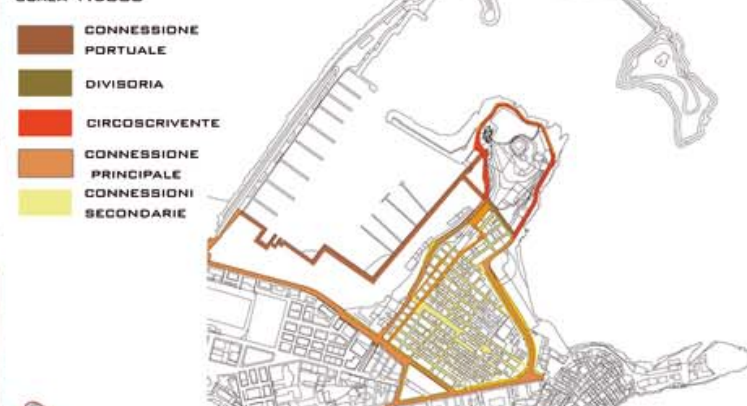 CONNESSIONE
PORTUALE
DIVISORIA
CIRCOSCRIVENTE
CONNESSIONE
PRINCIPALE
CONNESSIONI
SECONDARIE